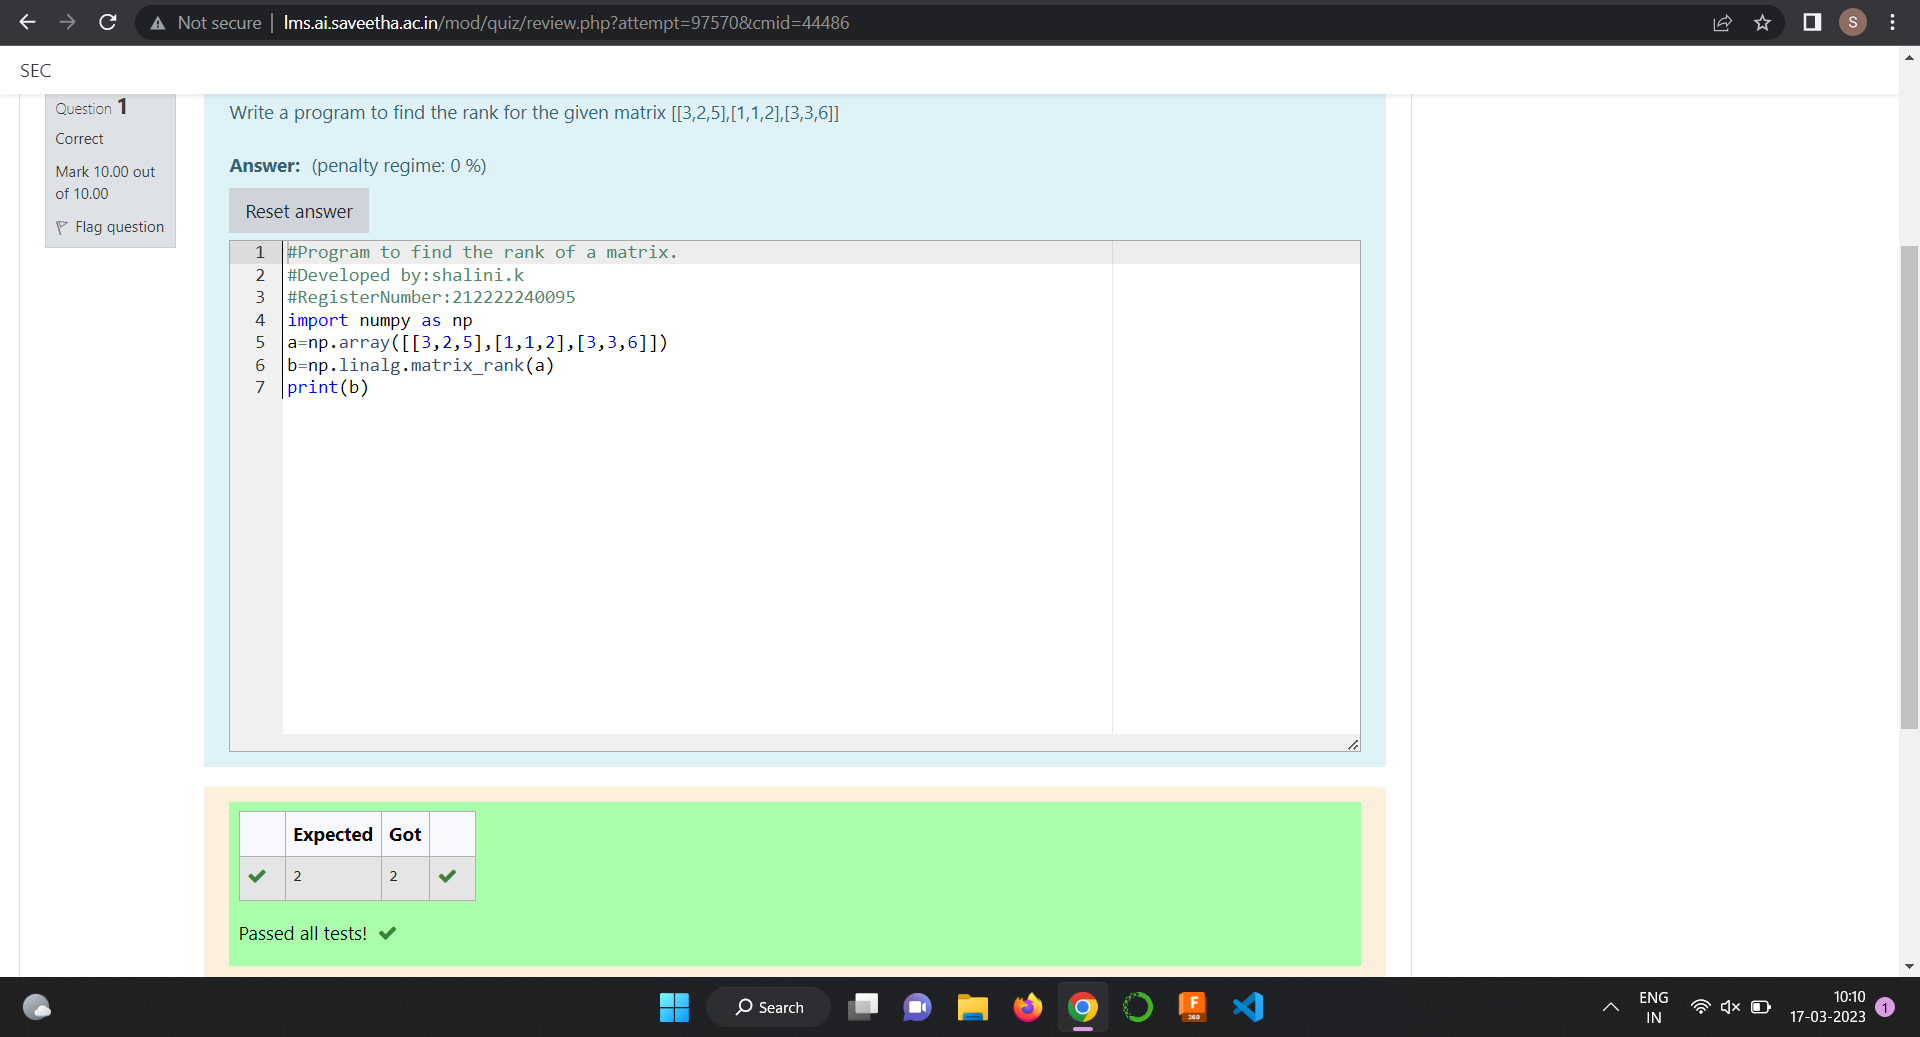 Not secure | lms.ai.saveetha.ac.in/mod/quiz/review.php?attempt=97570&cmid=44486
S
SEC
Question 1
Correct
Mark 10.00 out
of 10.00
Flag question
Write a program to find the rank for the given matrix [[3,2,5],[1,1,2],[3,3,6]]
Answer: (penalty regime: 0 %)
Reset answer
1 #Program to find the rank of a matrix.
2 #Developed by:shalini.k
3 #RegisterNumber:212222240095
4 import numpy as np
5 a=np.array([[3,2,5],[1,1,2],[3,3,6]])
6 b=np.linalg.matrix_rank(a)
7 print(b)
Expected Got
2 2
Passed all tests!
Search
F
360
ENG
IN
10:10
17-03-2023
1